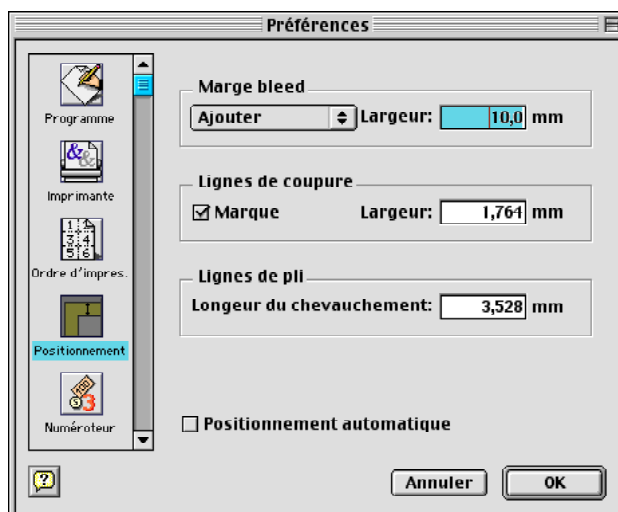 Préférences
Programme
Imprimante
Ordre d'impres.
Positionnement
Numéroteur
Marge bleed
Ajouter Largeur: 10,0 mm
Lignes de coupure
Marque Largeur: 1,764 mm
Lignes de pli
Longeur du chevauchement: 3,528 mm
Positionnement automatique
? Annuler OK